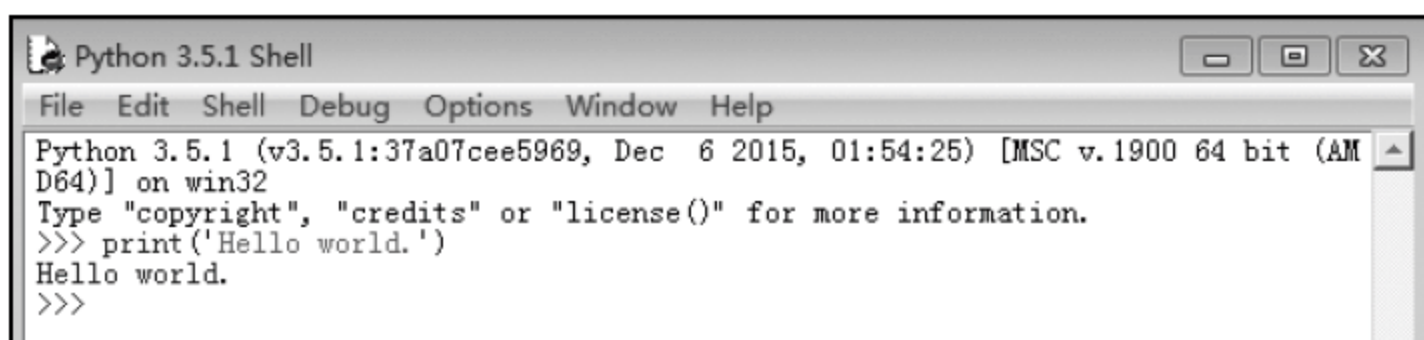 Python 3.5.1 Shell
File Edit Shell Debug Options Window Help
Python 3.5.1 (v3.5.1:37a07cee5969, Dec  6 2015, 01:54:25) [MSC v.1900 64 bit (AM
D64)] on win32
Type "copyright", "credits" or "license()" for more information.
>>> print('Hello world.')
Hello world.
>>>